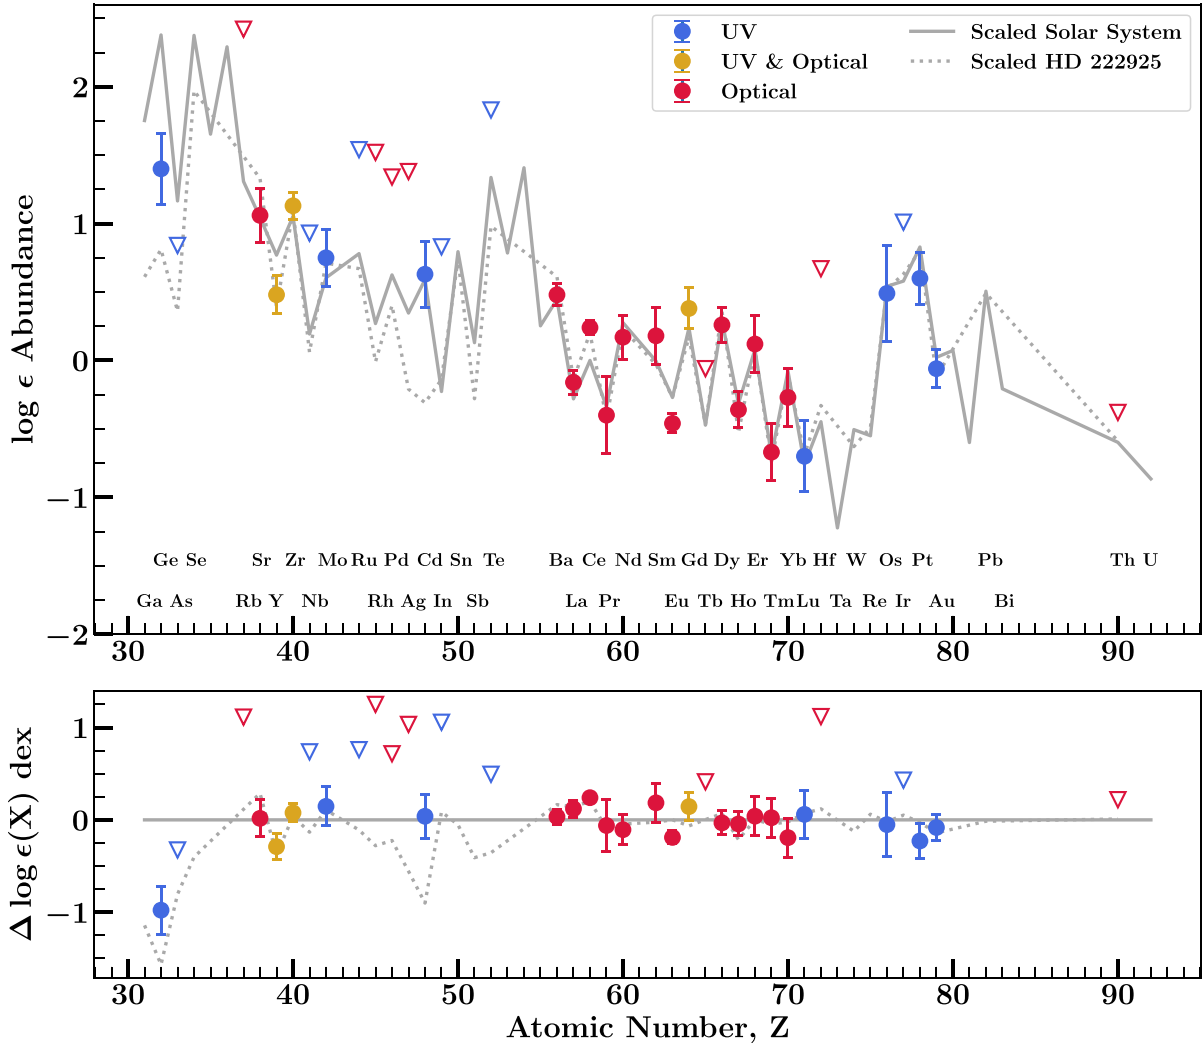 UV
UV & Optical
Optical
Scaled Solar System
Scaled HD 222925
log ϵ Abundance
2
1
0
−1
−2
Ge Se Sr Zr Mo Ru Pd Cd Sn Te Ba Ce Nd Sm Gd Dy Er Yb Hf W Os Pt Pb Th U
Ga As Rb Y Nb Rh Ag In Sb La Pr Eu Tb Ho Tm Lu Ta Re Ir Au Bi
30 40 50 60 70 80 90
Δ log ϵ(X) dex
1
0
−1
30 40 50 60 70 80 90
Atomic Number, Z